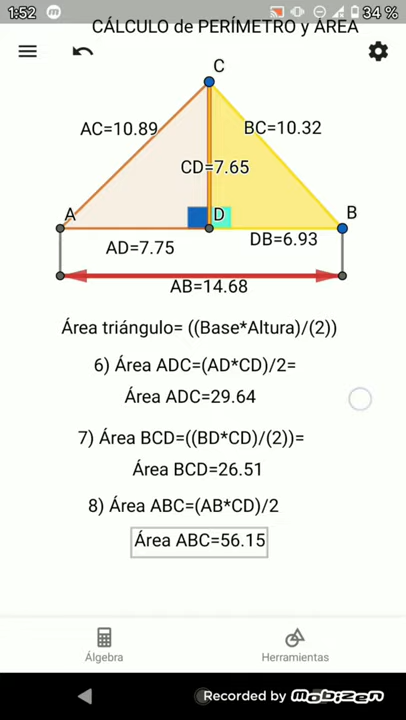 1:52
34 %
CÁLCULO de PERÍMETRO y ÁREA
C
AC=10.89
BC=10.32
CD=7.65
A
D
B
AD=7.75
DB=6.93
AB=14.68
Área triángulo= ((Base*Altura)/(2))
6) Área ADC=(AD*CD)/2=
Área ADC=29.64
7) Área BCD=((BD*CD)/(2))=
Área BCD=26.51
8) Área ABC=(AB*CD)/2
Área ABC=56.15
Álgebra
Herramientas
Recorded by Mobizen